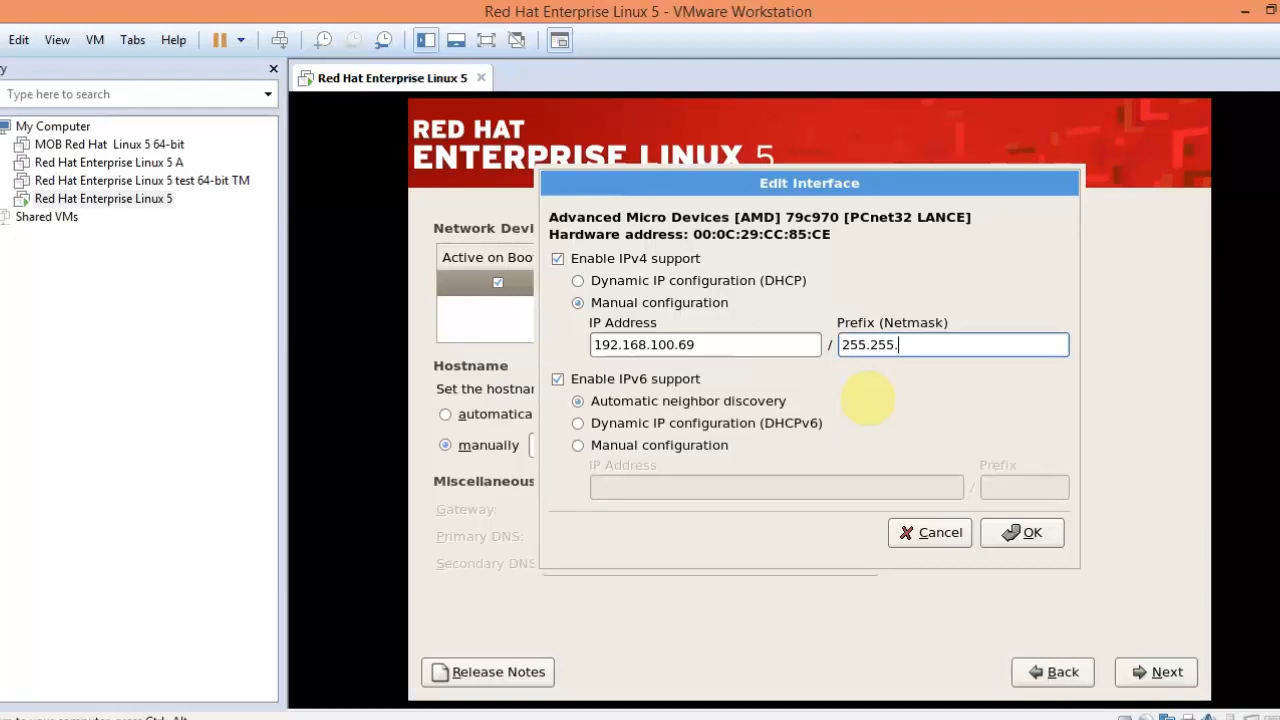 Red Hat Enterprise Linux 5 - VMware Workstation
Edit View VM Tabs Help
y
Type here to search
My Computer
MOB Red Hat Linux 5 64-bit
Red Hat Enterprise Linux 5 A
Red Hat Enterprise Linux 5 test 64-bit TM
Red Hat Enterprise Linux 5
Shared VMs
Red Hat Enterprise Linux 5
RED HAT
ENTERPRISE LINUX 5
Network Devi
Active on Boo
Hostname
Set the hostnar
automatica
manually
Miscellaneous
Gateway:
Primary DNS:
Secondary DNS
Edit Interface
Advanced Micro Devices [AMD] 79c970 [PCnet32 LANCE]
Hardware address: 00:0C:29:CC:85:CE
Enable IPv4 support
Dynamic IP configuration (DHCP)
Manual configuration
IP Address Prefix (Netmask)
192.168.100.69 / 255.255.
Enable IPv6 support
Automatic neighbor discovery
Dynamic IP configuration (DHCPv6)
Manual configuration
IP Address Prefix
/
Cancel OK
Release Notes Back Next